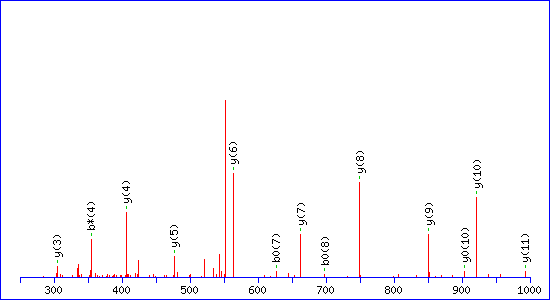 y(3)
b*(4)
y(4)
y(5)
y(6)
b0(7)
y(7)
b0(8)
y(8)
y(9)
y0(10)
y(10)
y(11)
300 400 500 600 700 800 900 1000